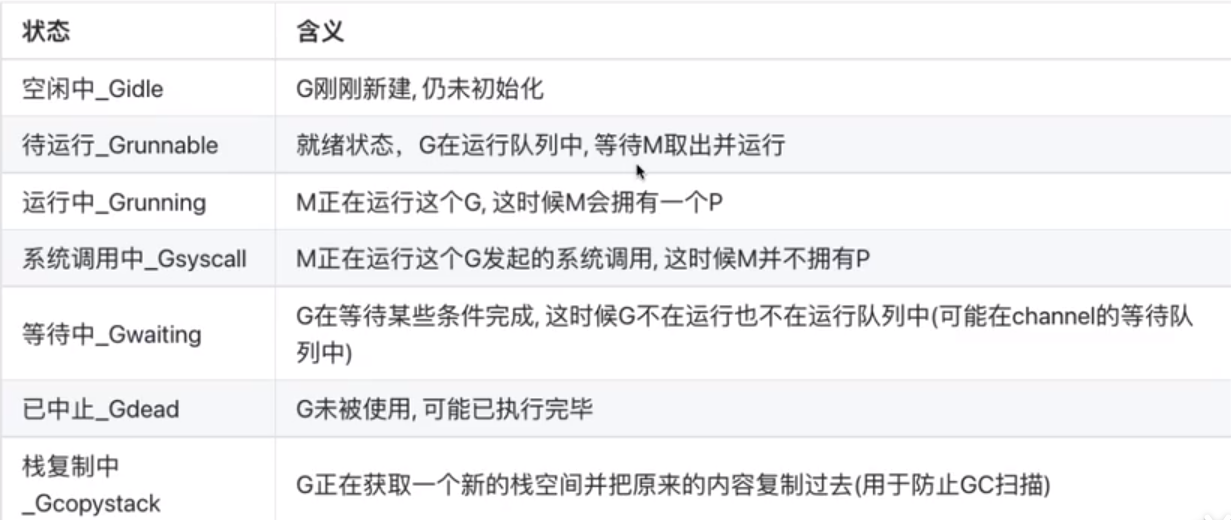 状态
含义
空闲中_Gidle
G刚刚新建, 仍未初始化
待运行_Grunnable
就绪状态，G在运行队列中, 等待M取出并运行
运行中_Grunning
M正在运行这个G, 这时候M会拥有一个P
系统调用中_Gsyscall
M正在运行这个G发起的系统调用, 这时候M并不拥有P
等待中_Gwaiting
G在等待某些条件完成, 这时候G不在运行也不在运行队列中(可能在channel的等待队
列中)
已中止_Gdead
G未被使用, 可能已执行完毕
栈复制中
_Gcopystack
G正在获取一个新的栈空间并把原来的内容复制过去(用于防止GC扫描)